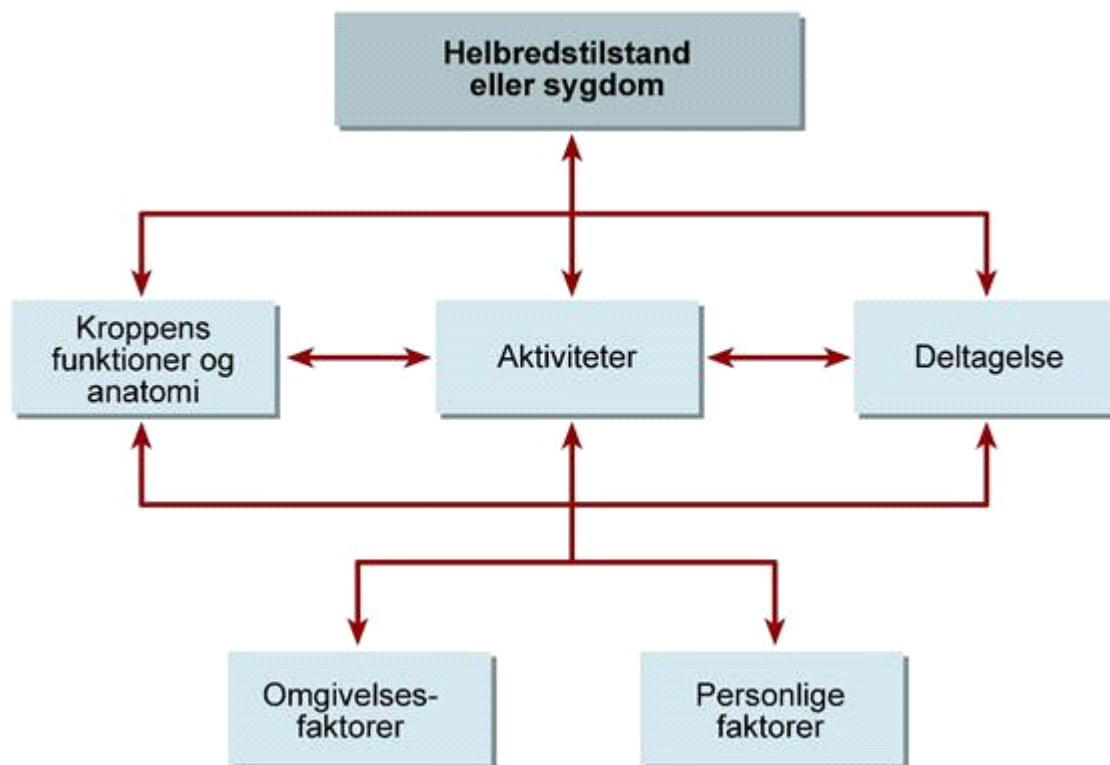 Helbredstilstand
eller sygdom
Kroppens
funktioner og
anatomi
Aktiviteter
Deltagelse
Omgivelses-
faktorer
Personlige
faktorer